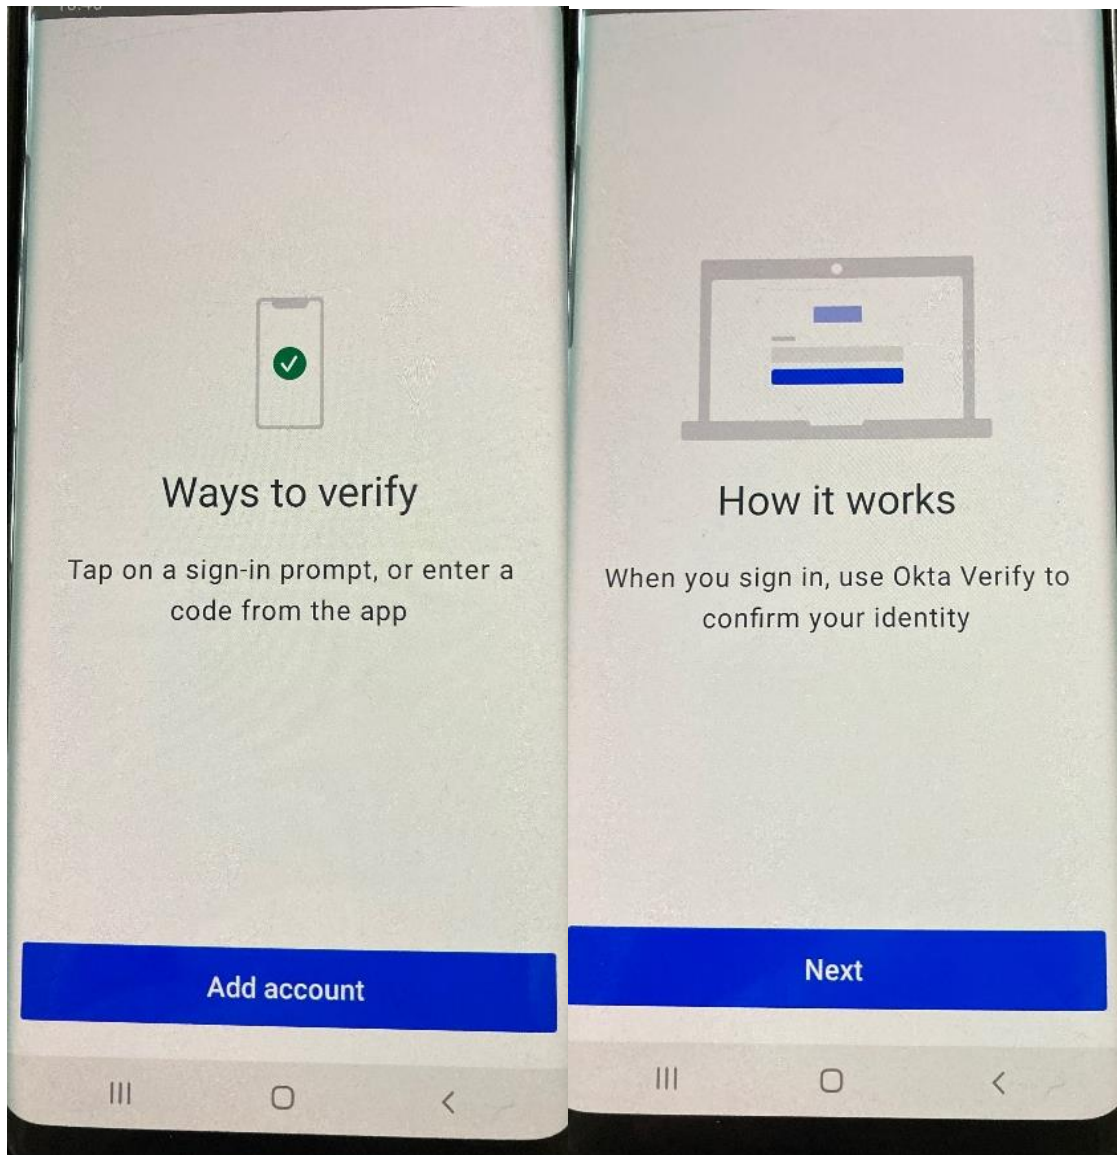 Ways to verify
Tap on a sign-in prompt, or enter a
code from the app
Add account
How it works
When you sign in, use Okta Verify to
confirm your identity
Next